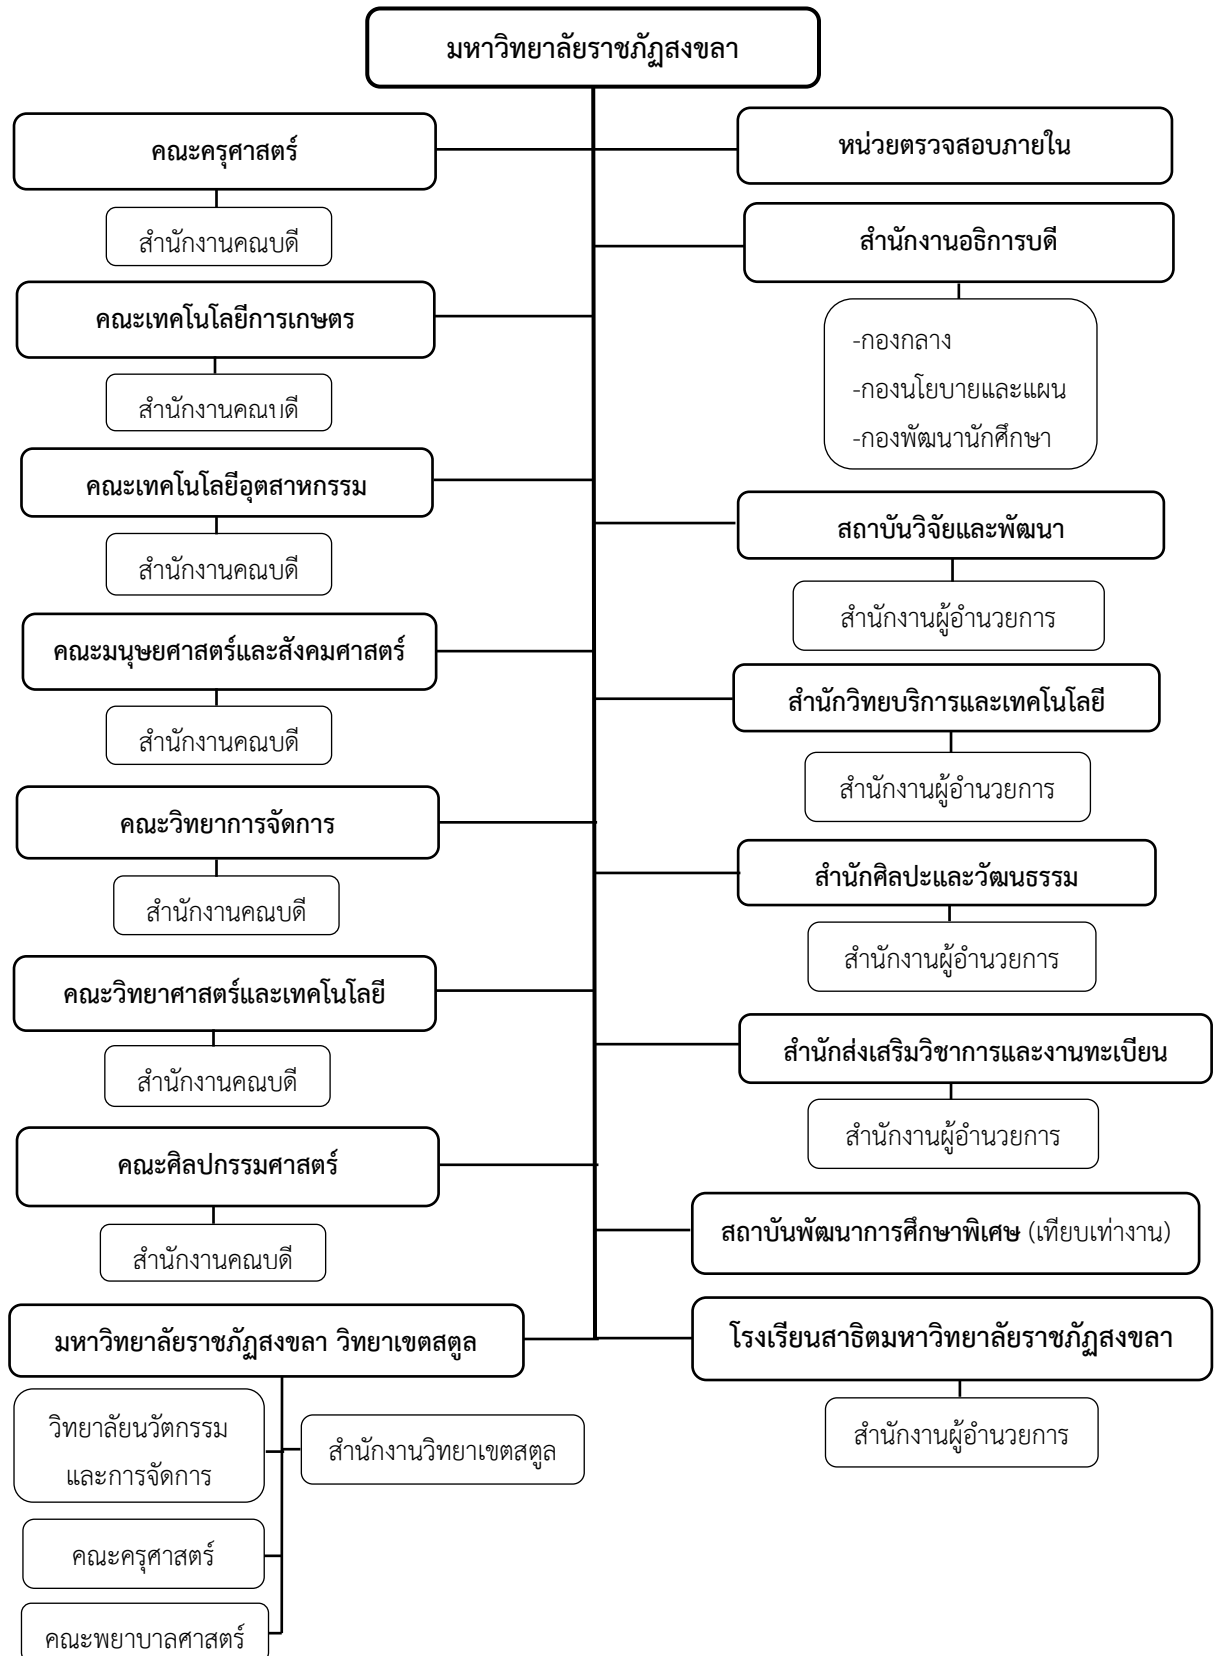 มหาวิทยาลัยราชภัฏสงขลา
คณะครุศาสตร์
สำนักงานคณบดี
คณะเทคโนโลยีการเกษตร
สำนักงานคณบดี
คณะเทคโนโลยีอุตสาหกรรม
สำนักงานคณบดี
คณะมนุษยศาสตร์และสังคมศาสตร์
สำนักงานคณบดี
คณะวิทยาการจัดการ
สำนักงานคณบดี
คณะวิทยาศาสตร์และเทคโนโลยี
สำนักงานคณบดี
คณะศิลปกรรมศาสตร์
สำนักงานคณบดี
มหาวิทยาลัยราชภัฏสงขลา วิทยาเขตสตูล
วิทยาลัยนวัตกรรม
และการจัดการ
สำนักงานวิทยาเขตสตูล
คณะครุศาสตร์
คณะพยาบาลศาสตร์
หน่วยตรวจสอบภายใน
สำนักงานอธิการบดี
-กองกลาง
-กองนโยบายและแผน
-กองพัฒนานักศึกษา
สถาบันวิจัยและพัฒนา
สำนักงานผู้อำนวยการ
สำนักวิทยบริการและเทคโนโลยี
สำนักงานผู้อำนวยการ
สำนักศิลปะและวัฒนธรรม
สำนักงานผู้อำนวยการ
สำนักส่งเสริมวิชาการและงานทะเบียน
สำนักงานผู้อำนวยการ
สถาบันพัฒนาการศึกษาพิเศษ (เทียบเท่างาน)
โรงเรียนสาธิตมหาวิทยาลัยราชภัฏสงขลา
สำนักงานผู้อำนวยการ